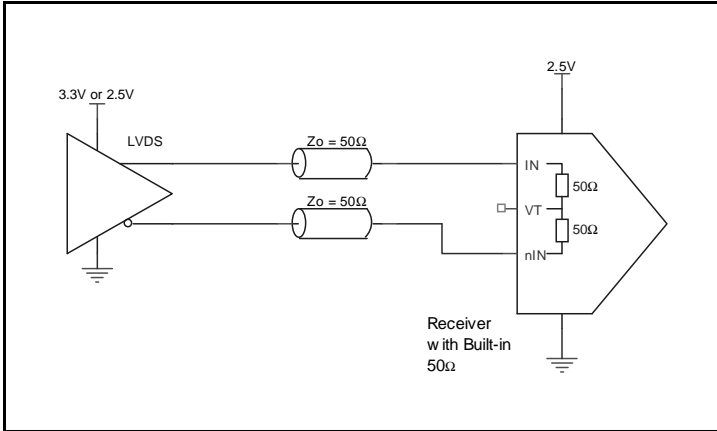 2.5V
3.3V or 2.5V
LVDS
Zo = 50Ω
IN
50Ω
Zo = 50Ω
VT
50Ω
nIN
Receiver
with Built-in
50Ω